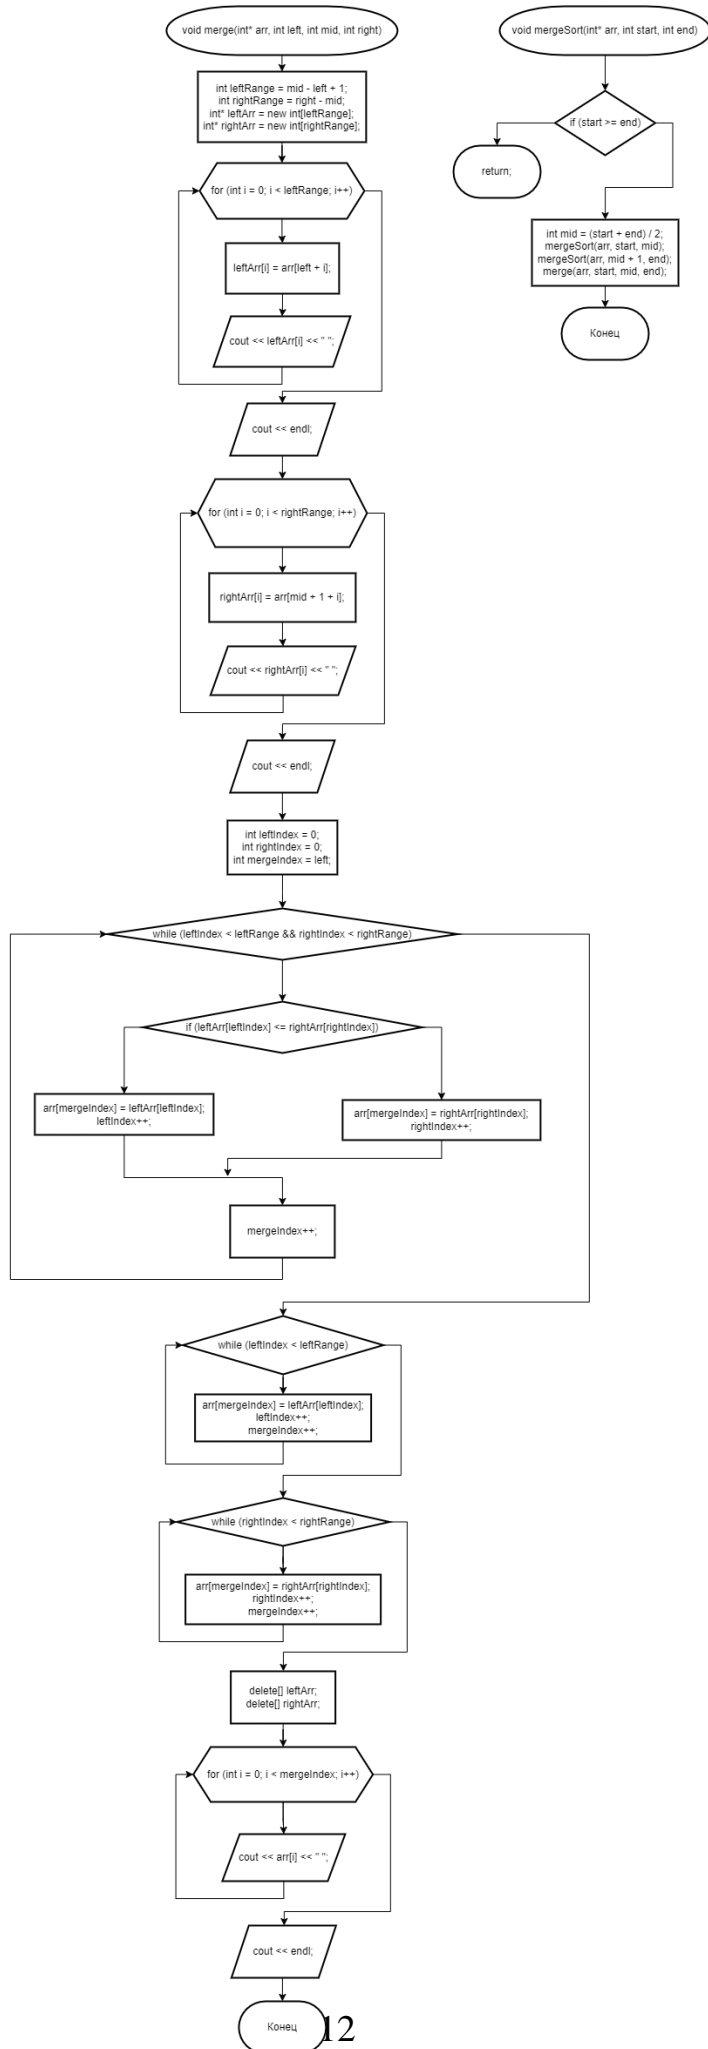 void merge(int* arr, int left, int mid, int right)
int leftRange = mid - left + 1;
int rightRange = right - mid;
int* leftArr = new int[leftRange];
int* rightArr = new int[rightRange];
for (int i = 0; i < leftRange; i++)
leftArr[i] = arr[left + i];
cout << leftArr[i] << " ";
cout << endl;
for (int i = 0; i < rightRange; i++)
rightArr[i] = arr[mid + 1 + i];
cout << rightArr[i] << " ";
cout << endl;
int leftIndex = 0;
int rightIndex = 0;
int mergeIndex = left;
while (leftIndex < leftRange && rightIndex < rightRange)
if (leftArr[leftIndex] <= rightArr[rightIndex])
arr[mergeIndex] = leftArr[leftIndex];
leftIndex++;
arr[mergeIndex] = rightArr[rightIndex];
rightIndex++;
mergeIndex++;
while (leftIndex < leftRange)
arr[mergeIndex] = leftArr[leftIndex];
leftIndex++;
mergeIndex++;
while (rightIndex < rightRange)
arr[mergeIndex] = rightArr[rightIndex];
rightIndex++;
mergeIndex++;
delete[] leftArr;
delete[] rightArr;
for (int i = 0; i < mergeIndex; i++)
cout << arr[i] << " ";
cout << endl;
Конец
void mergeSort(int* arr, int start, int end)
if (start >= end)
return;
int mid = (start + end) / 2;
mergeSort(arr, start, mid);
mergeSort(arr, mid + 1, end);
merge(arr, start, mid, end);
Конец
12